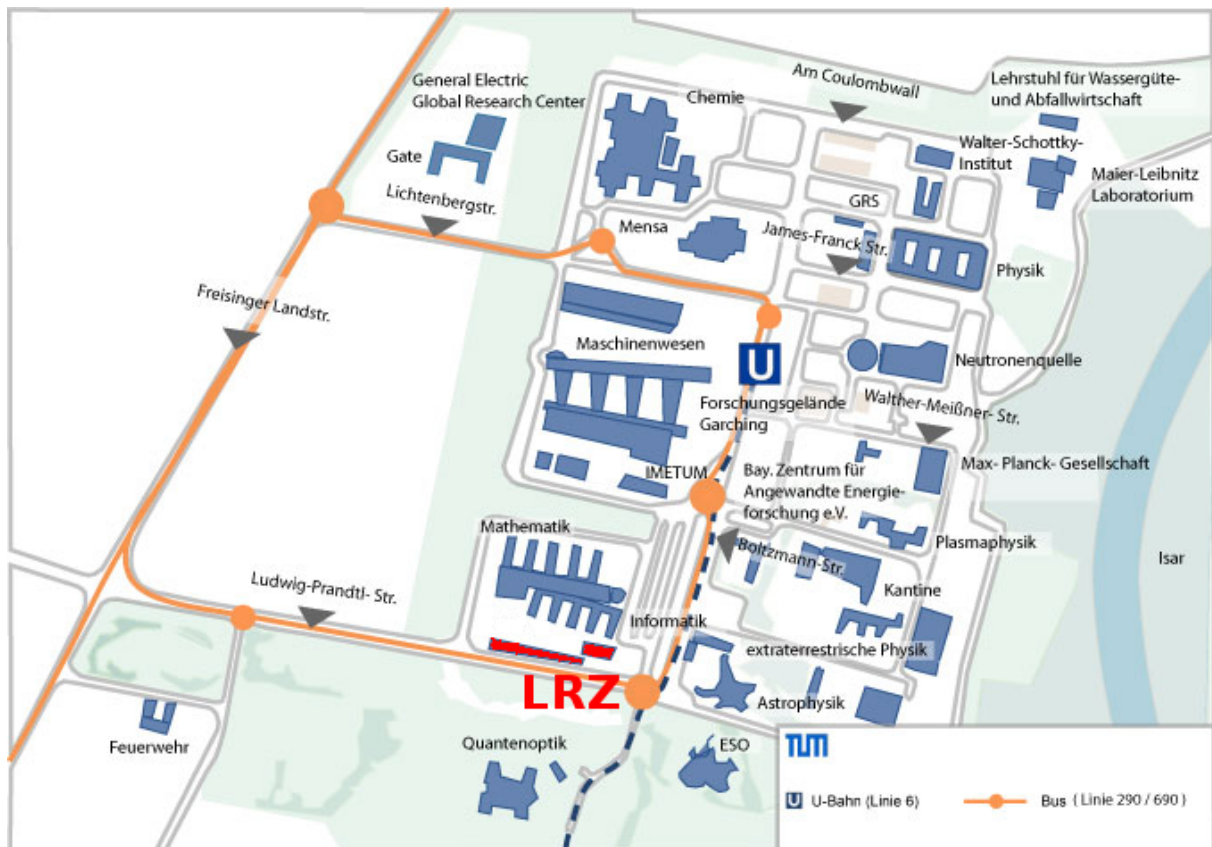 General Electric
Global Research Center
Gate
Lichtenbergstr.
Chemie
Am Coulombwall
Lehrstuhl für Wassergüte-
und Abfallwirtschaft
Walter-Schottky-
Institut
Maier-Leibnitz
Laboratorium
GRS
Mensa
James-Franck Str.
Physik
Freisinger Landstr.
Maschinenwesen
U
Neutronenquelle
Forschungsgelände
Garching
Walther-Meißner- Str.
IMETUM
Bay. Zentrum für
Angewandte Energie-
forschung e.V.
Max- Planck- Gesellschaft
Mathematik
Plasmaphysik
Boltzmann-Str.
Isar
Ludwig-Prandtl- Str.
Kantine
Informatik
extraterrestrische Physik
LRZ
Astrophysik
Feuerwehr
Quantenoptik
ESO
TUM
U U-Bahn (Linie 6)
Bus ( Linie 290 / 690 )